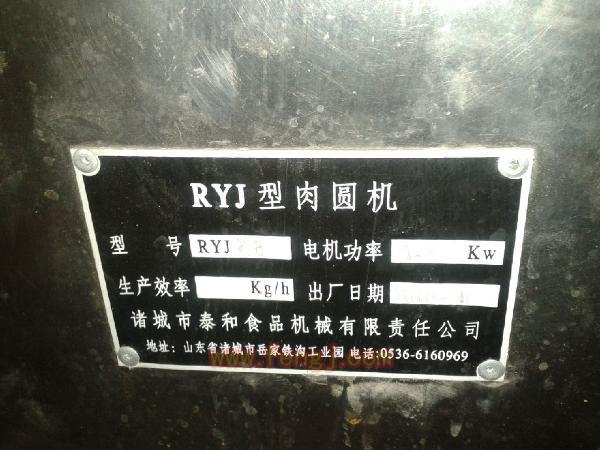 RYJ型肉圆机
型 号 RYJ 电机功率 Kw
生产效率 Kg/h 出厂日期
诸城市泰和食品机械有限责任公司
地址: 山东省诸城市岳家铁沟工业园 电话:0536-6160969